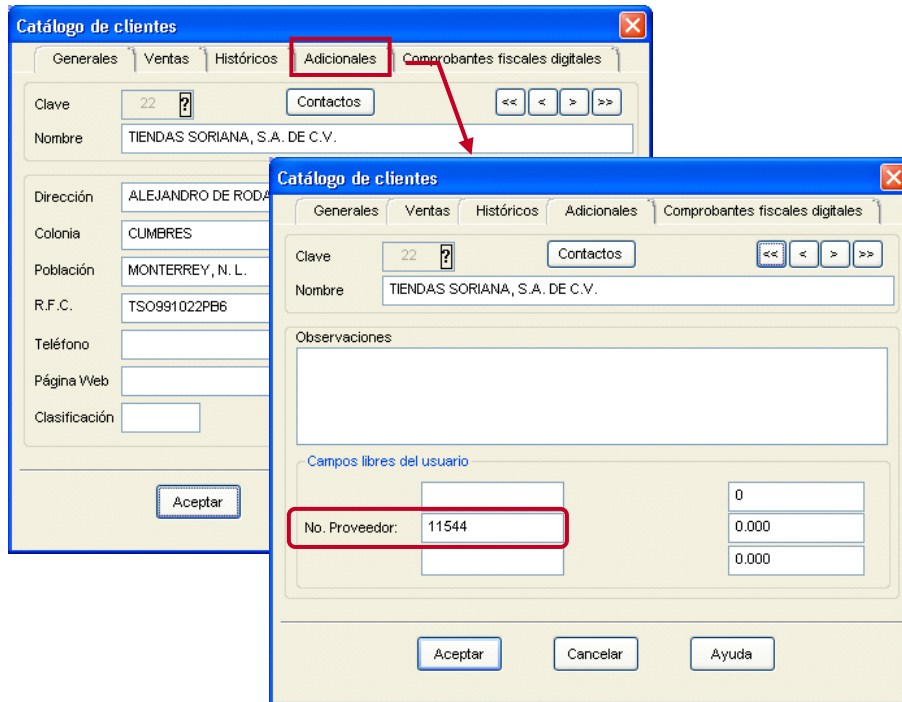 Catálogo de clientes
Generales Ventas Históricos Adicionales Comprobantes fiscales digitales
Clave 22 ? Contactos << < > >>
Nombre TIENDAS SORIANA, S.A. DE C.V.
Dirección ALEJANDRO DE RODA
Colonia CUMBRES
Población MONTERREY, N. L.
R.F.C. TSO991022PB6
Teléfono
Página Web
Clasificación
Aceptar
Catálogo de clientes
Generales Ventas Históricos Adicionales Comprobantes fiscales digitales
Clave 22 ? Contactos << < > >>
Nombre TIENDAS SORIANA, S.A. DE C.V.
Observaciones
Campos libres del usuario
0
No. Proveedor: 11544 0.000
0.000
Aceptar Cancelar Ayuda